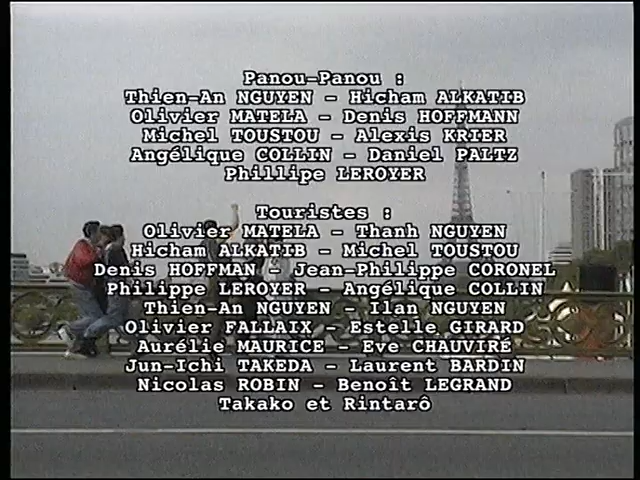 Panou-Panou :
Thien-An NGUYEN - Hicham ALKATIB
Olivier MATELA - Denis HOFFMANN
Michel TOUSTOU - Alexis KRIER
Angélique COLLIN - Daniel PALTZ
Phillipe LEROYER
Touristes :
Olivier MATELA - Thanh NGUYEN
Hicham ALKATIB - Michel TOUSTOU
Denis HOFFMAN - Jean-Philippe CORONEL
Philippe LEROYER - Angélique COLLIN
Thien-An NGUYEN - Ilan NGUYEN
Olivier FALLAIX - Estelle GIRARD
Aurélie MAURICE - Eve CHAUVIRÉ
Jun-Ichi TAKEDA - Laurent BARDIN
Nicolas ROBIN - Benoît LEGRAND
Takako et Rintarô